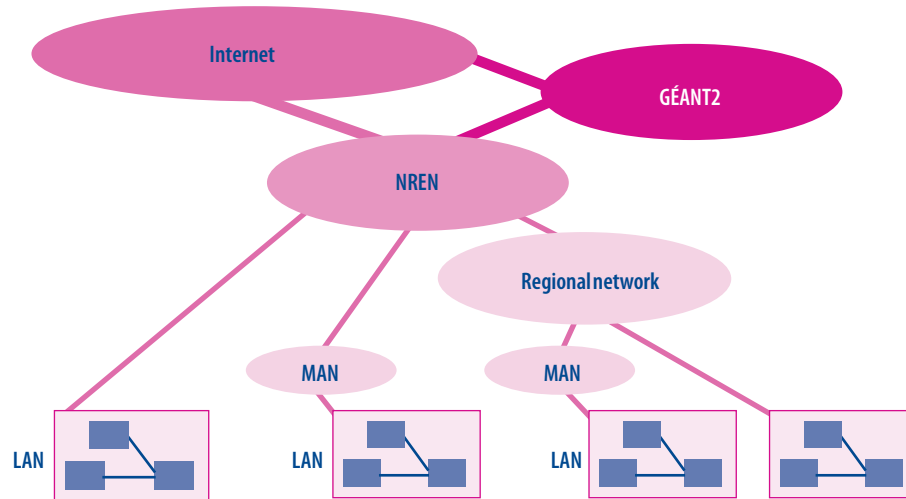 Internet
GÉANT2
NREN
Regional network
MAN
MAN
LAN
LAN
LAN